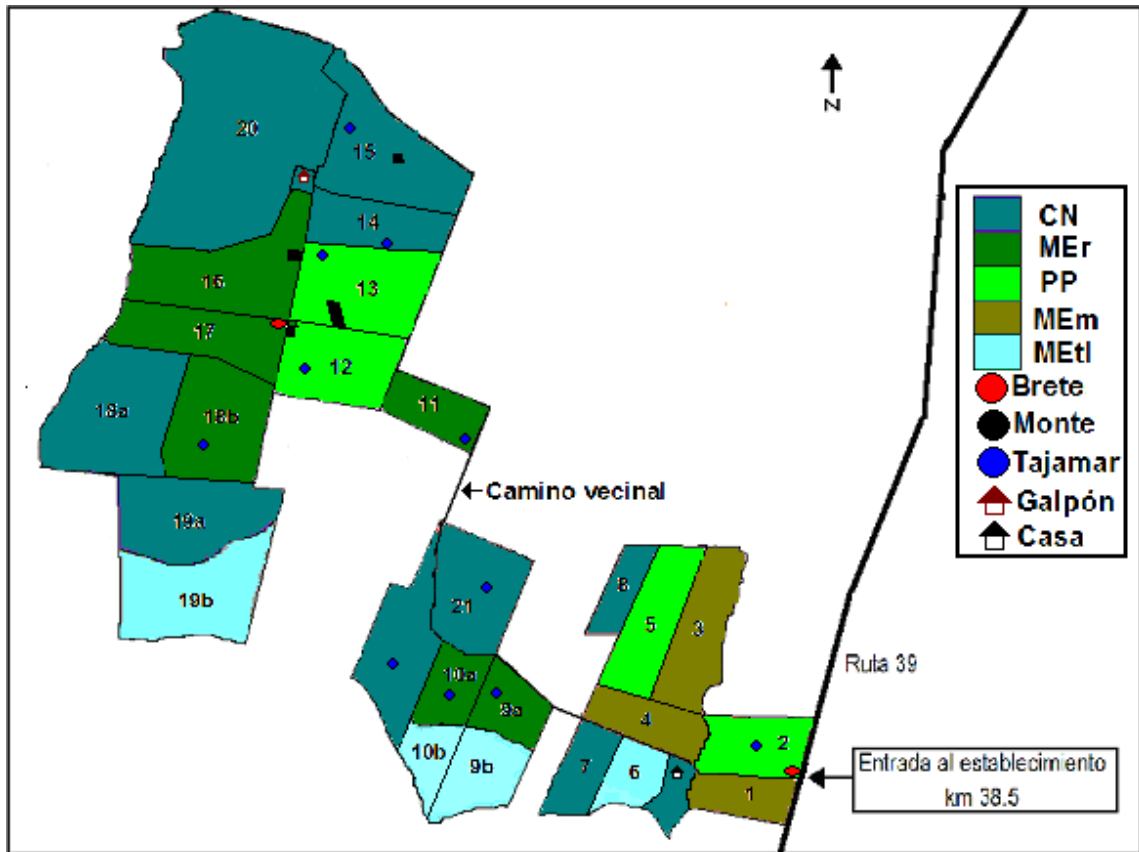 20
15
14
16
13
17
12
18a
18b
11
19a
19b
N
CN
MEr
PP
MEm
MEtl
Brete
Monte
Tajamar
Galpón
Casa
Camino vecinal
21
8
5
3
10a
9a
4
10b
9b
7
6
2
1
Ruta 39
Entrada al establecimiento
km 38.5